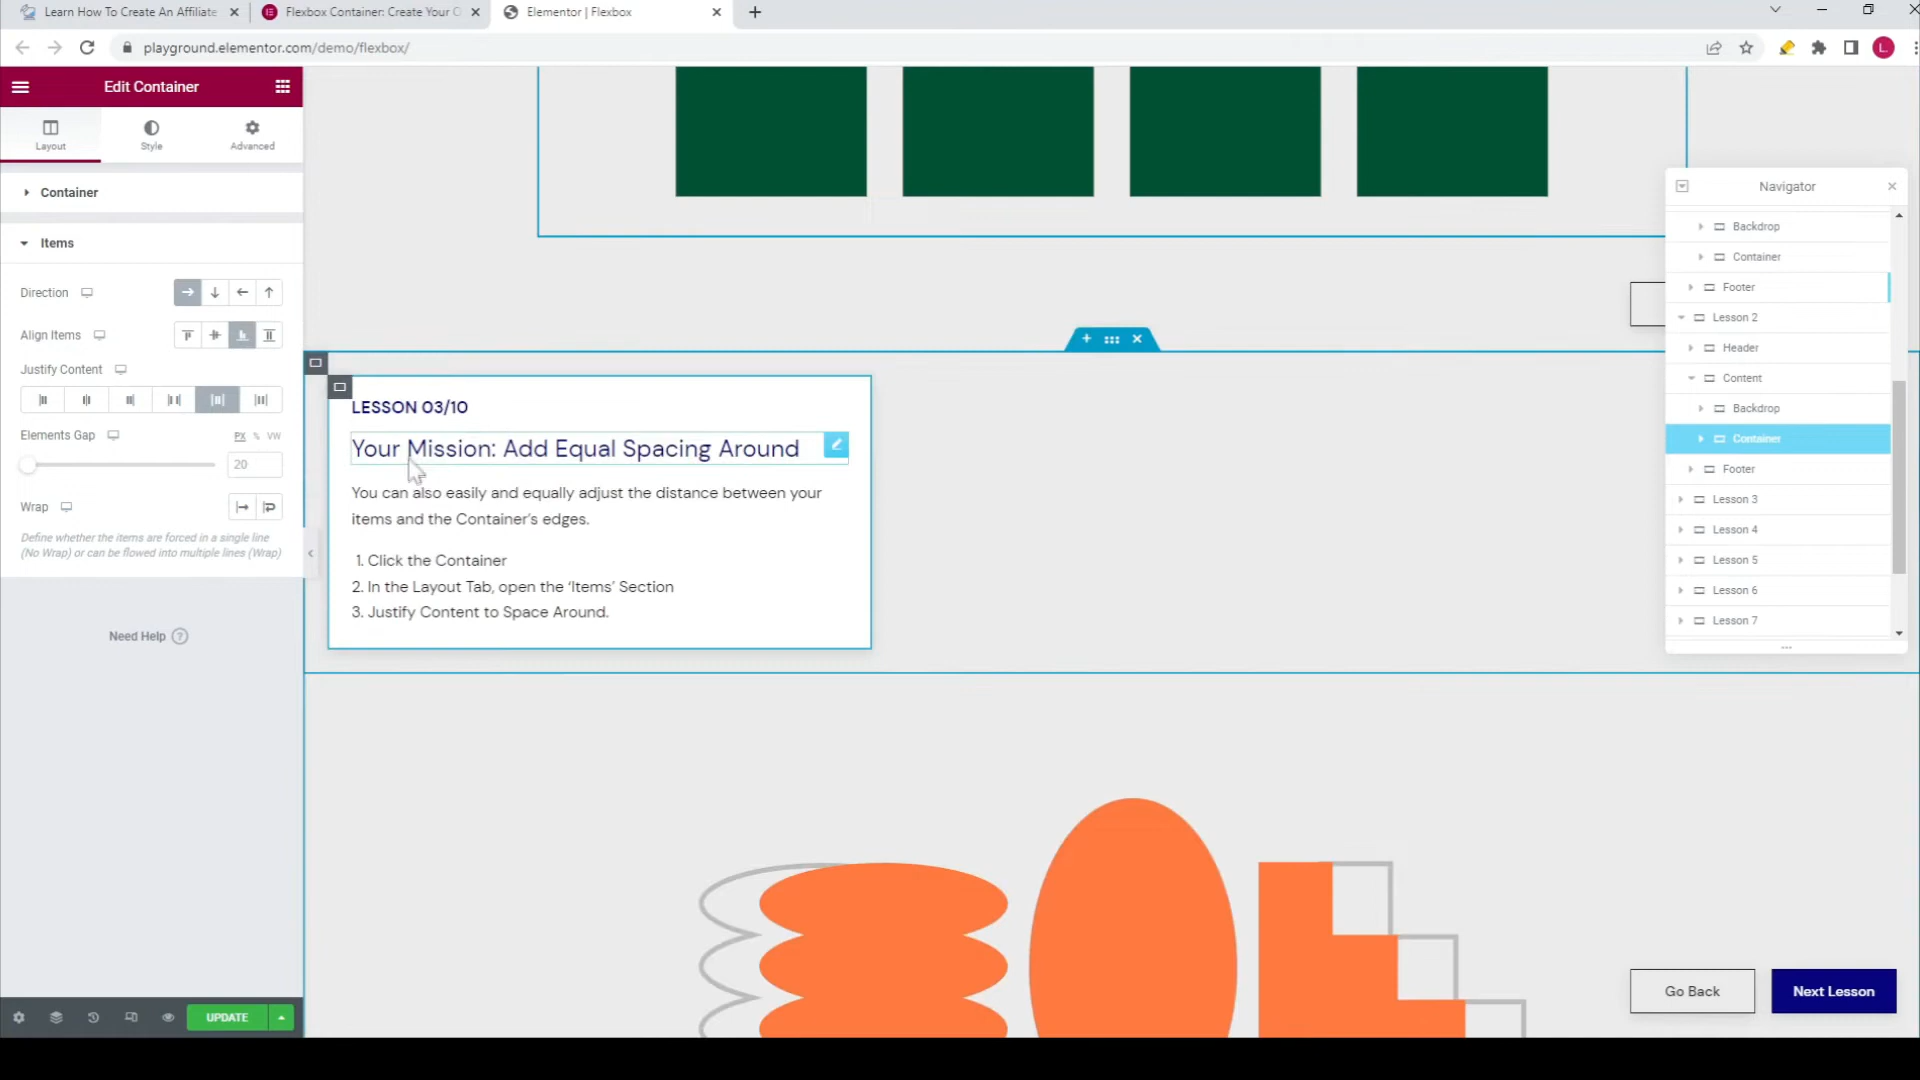 Learn How To Create An Affiliate
Flexbox Container: Create Your O
Elementor | Flexbox
playground.elementor.com/demo/flexbox/
L
Edit Container
Layout
Style
Advanced
Container
Items
Direction
Align Items
Justify Content
Elements Gap
PX % VW
20
Wrap
Define whether the items are forced in a single line
(No Wrap) or can be flowed into multiple lines (Wrap)
Need Help ?
UPDATE
LESSON 03/10
Your Mission: Add Equal Spacing Around
You can also easily and equally adjust the distance between your
items and the Container's edges.
1. Click the Container
2. In the Layout Tab, open the 'Items' Section
3. Justify Content to Space Around.
Navigator
Backdrop
Container
Footer
Lesson 2
Header
Content
Backdrop
Container
Footer
Lesson 3
Lesson 4
Lesson 5
Lesson 6
Lesson 7
Go Back
Next Lesson